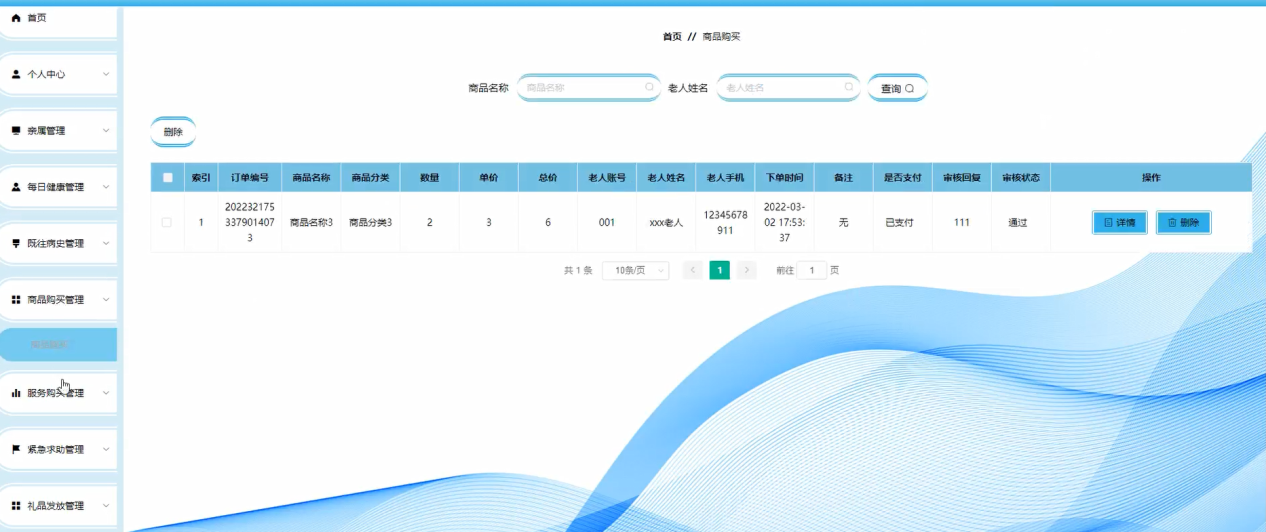 首页
个人中心
亲属管理
每日健康管理
既往病史管理
商品购买管理
服务购买管理
紧急求助管理
礼品发放管理
首页 // 商品购买
商品名称 商品名称 老人姓名 老人姓名 查询
删除
索引 订单编号 商品名称 商品分类 数量 单价 总价 老人账号 老人姓名 老人手机 下单时间 备注 是否支付 审核回复 审核状态 操作
1 202232175 337901407 3 商品名称3 商品分类3 2 3 6 001 xxx老人 12345678 911 2022-03- 02 17:53: 37 无 已支付 111 通过 详情 删除
共 1 条 10条/页 1 前往 1 页